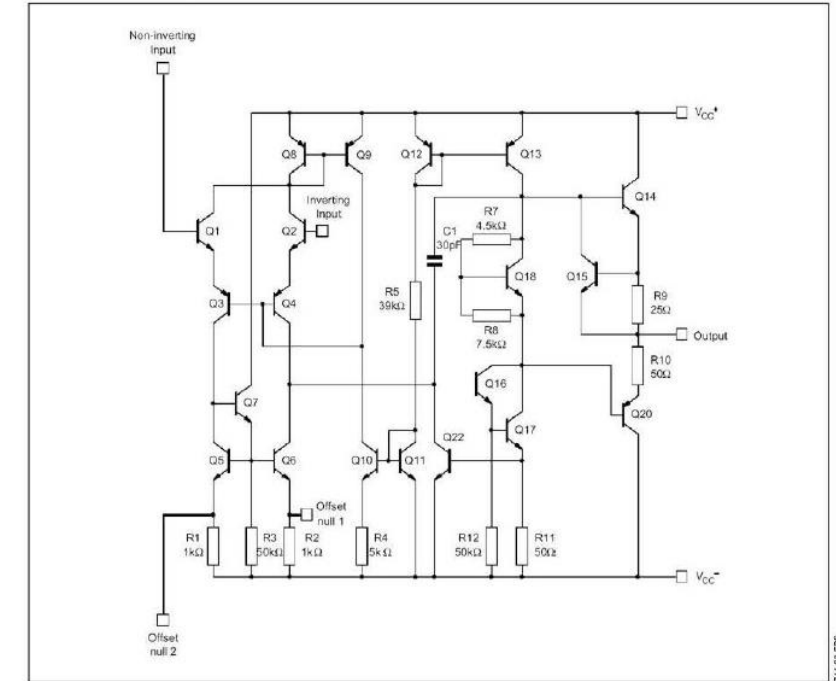 Non-inverting
Input
VCC+
Q8
Q9
Q12
Q13
Q14
Inverting
Input
Q1
Q2
C1
30pF
R7
4.5kΩ
Q18
Q15
Q3
Q4
R5
39kΩ
R9
25Ω
R8
7.5kΩ
Output
R10
50Ω
Q16
Q7
Q20
Q17
Q22
Q5
Q6
Q10
Q11
Offset
null 1
R1
1kΩ
R3
50kΩ
R2
1kΩ
R4
5kΩ
R12
50kΩ
R11
50Ω
VCC-
Offset
null 2